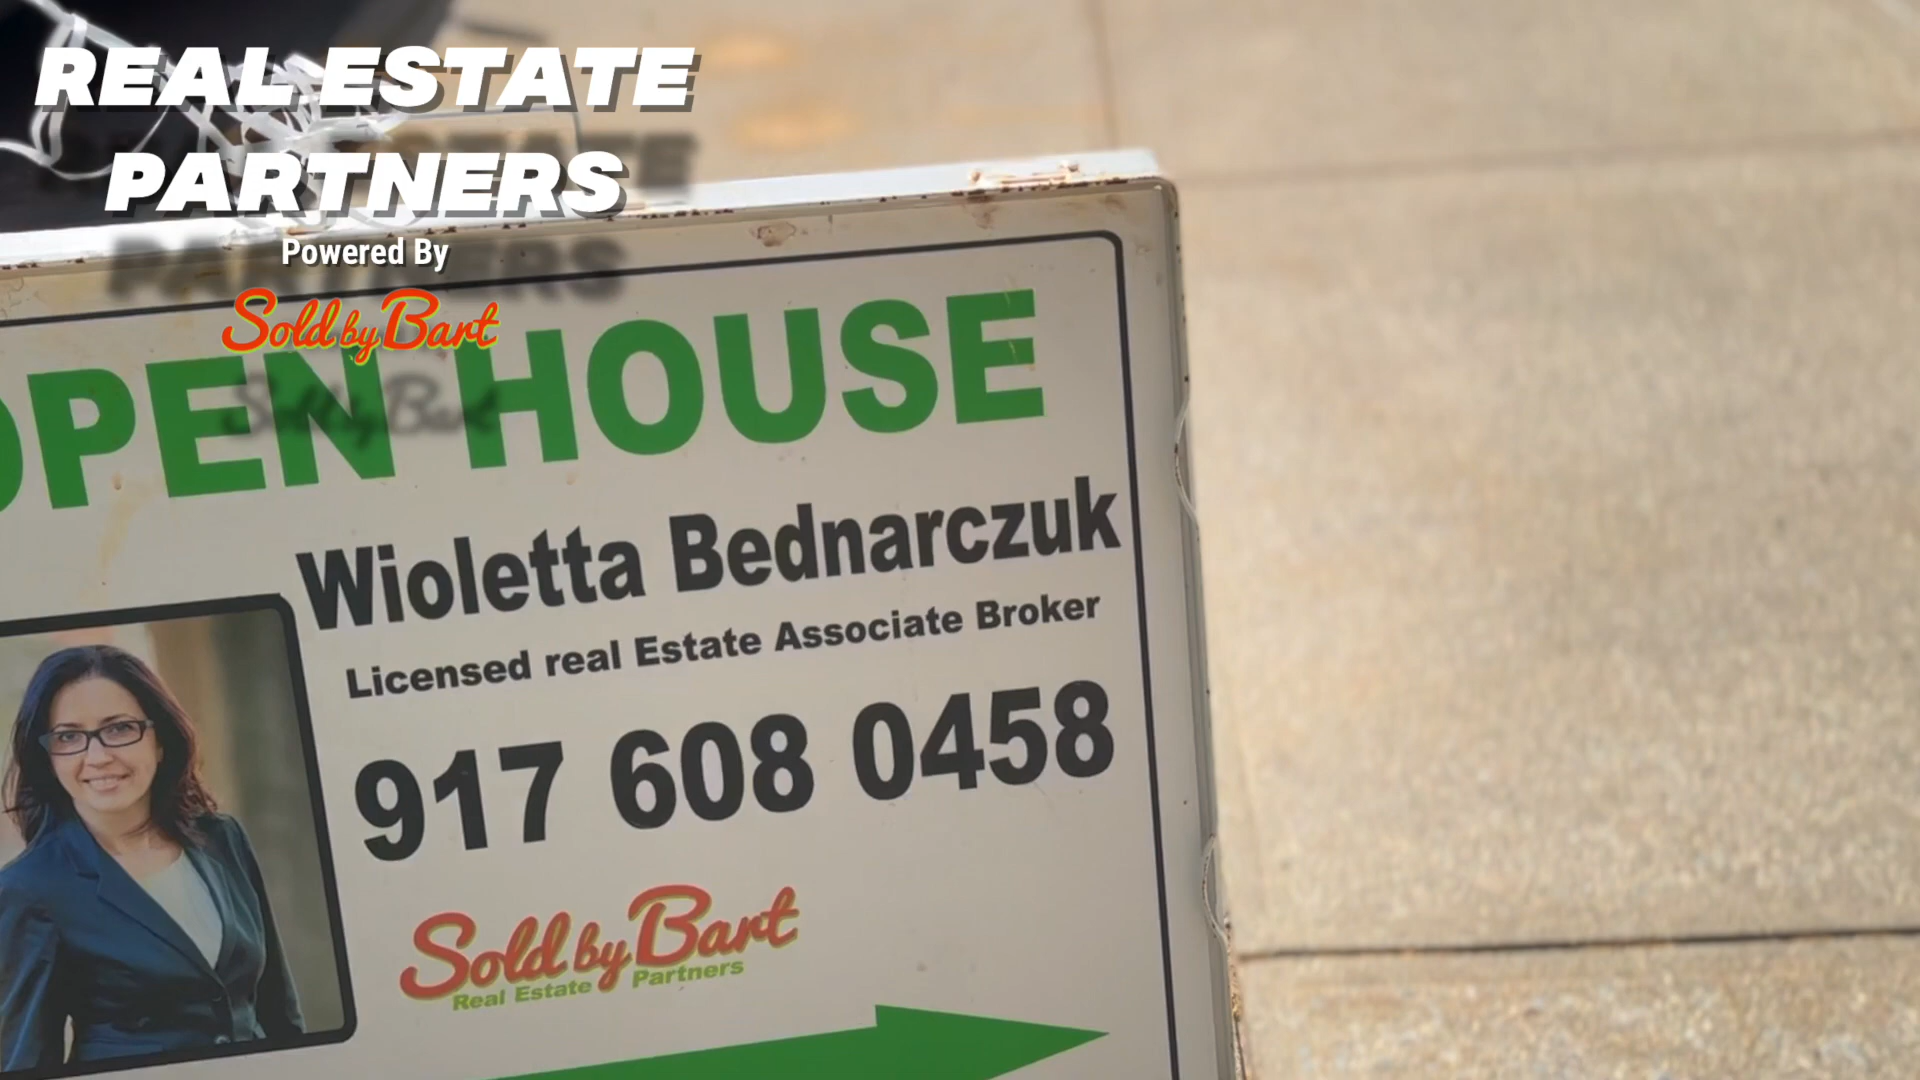 REAL ESTATE
PARTNERS
Powered By
Sold by Bart
OPEN HOUSE
Wioletta Bednarczuk
Licensed real Estate Associate Broker
917 608 0458
Sold by Bart
Real Estate Partners